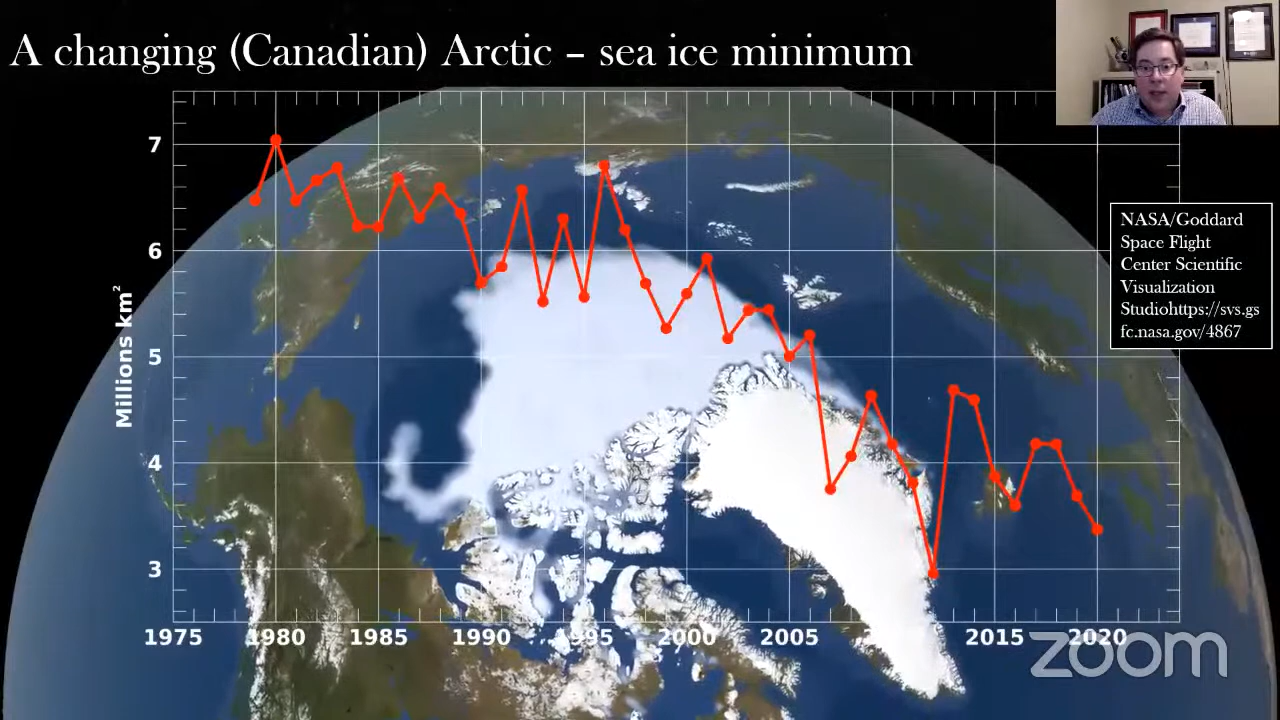 A changing (Canadian) Arctic – sea ice minimum
NASA/Goddard
Space Flight
Center Scientific
Visualization
Studiohttps://svs.gs
fc.nasa.gov/4867
Millions km²
7
6
5
4
3
1975 1980 1985 1990 1995 2000 2005 2015 2020
zoom